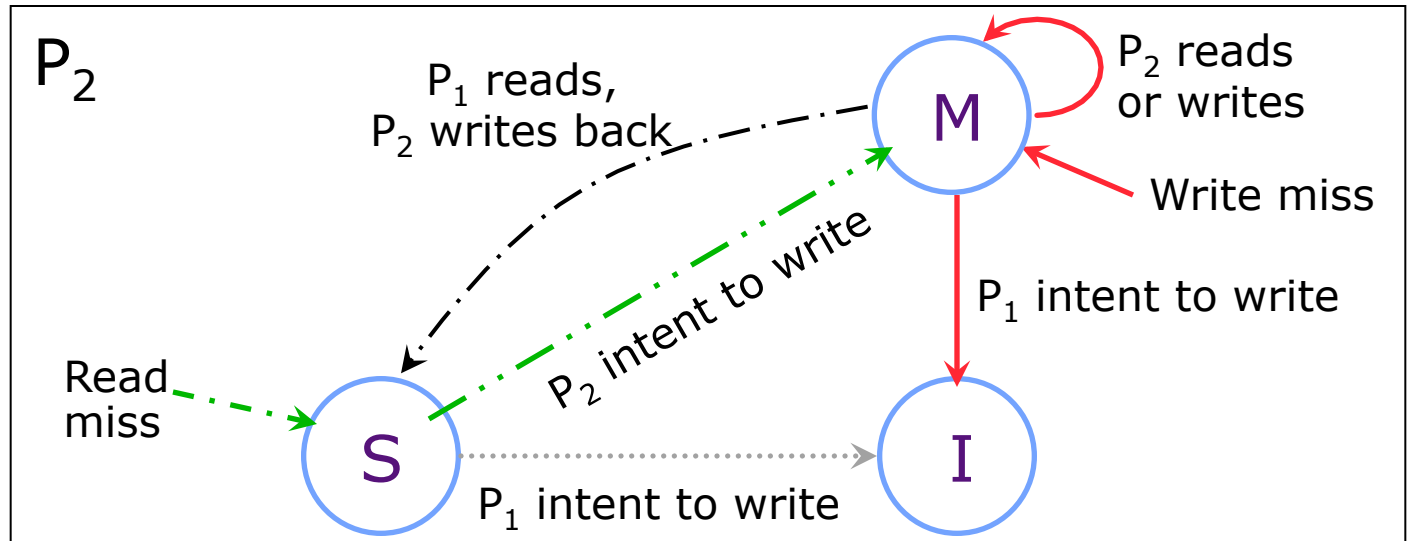 P₂
P₁ reads,
P₂ writes back
M
P₂ reads
or writes
Write miss
P₂ intent to write
P₁ intent to write
Read
miss
S
I
P₁ intent to write